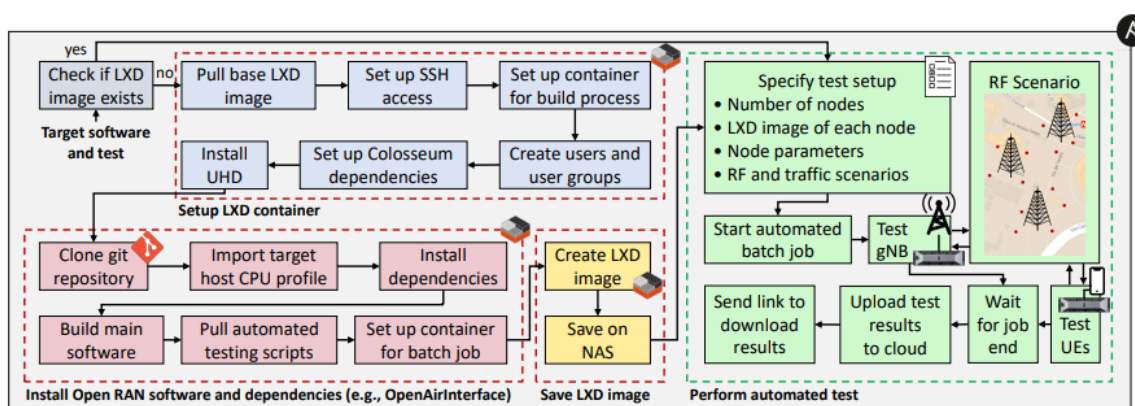 yes
Check if LXD
image exists
no
Target software
and test
Pull base LXD
image
Set up SSH
access
Set up container
for build process
Install
UHD
Set up Colosseum
dependencies
Create users and
user groups
Setup LXD container
Clone git
repository
Import target
host CPU profile
Install
dependencies
Build main
software
Pull automated
testing scripts
Set up container
for batch job
Install Open RAN software and dependencies (e.g., OpenAirInterface)
Create LXD
image
Save on
NAS
Save LXD image
Specify test setup
• Number of nodes
• LXD image of each node
• Node parameters
• RF and traffic scenarios
RF Scenario
Start automated
batch job
Test
gNB
Send link to
download
results
Upload test
results
to cloud
Wait
for job
end
Test
UEs
Perform automated test